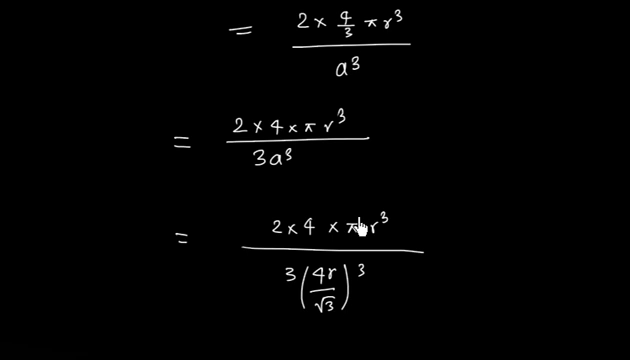 = 2 × 4/3 π r³
a³
= 2 × 4 × π r³
3a³
= 2 × 4 × π r³
3 (4r/√3)³